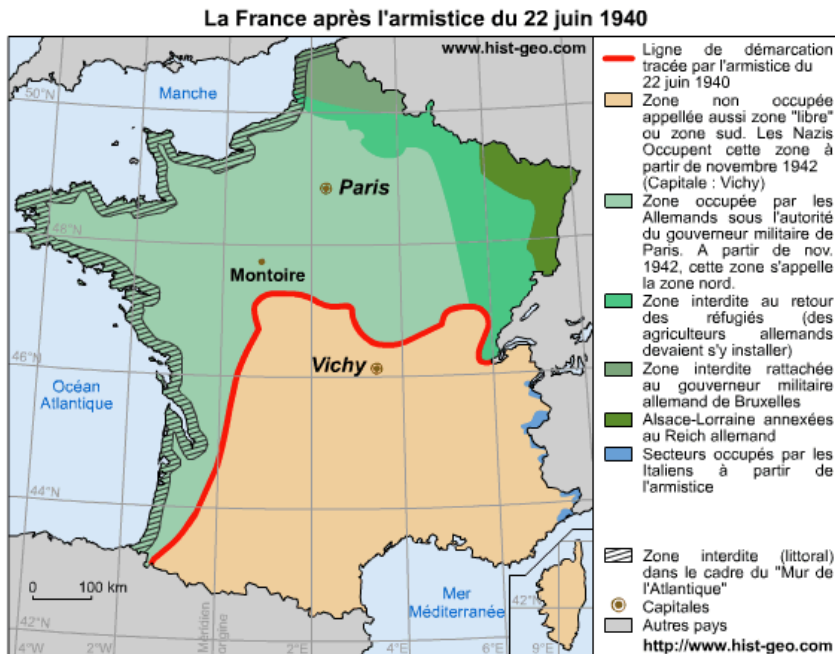 La France après l'armistice du 22 juin 1940
www.hist-geo.com
50°N
Manche
Paris
48°N
Montoire
46°N
Vichy
Océan
Atlantique
44°N
0 100 km
Mer
Méditerranée
42°N
42°N
Méridien
origine
4°W
2°W
2°E
4°E
6°E
9°E
Ligne de démarcation
tracée par l'armistice du
22 juin 1940
Zone non occupée
appellée aussi zone "libre"
ou zone sud. Les Nazis
Occupent cette zone à
partir de novembre 1942
(Capitale : Vichy)
Zone occupée par les
Allemands sous l'autorité
du gouverneur militaire de
Paris. A partir de nov.
1942, cette zone s'appelle
la zone nord.
Zone interdite au retour
des réfugiés (des
agriculteurs allemands
devaient s'y installer)
Zone interdite rattachée
au gouverneur militaire
allemand de Bruxelles
Alsace-Lorraine annexées
au Reich allemand
Secteurs occupés par les
Italiens à partir de
l'armistice
Zone interdite (littoral)
dans le cadre du "Mur de
l'Atlantique"
Capitales
Autres pays
http://www.hist-geo.com